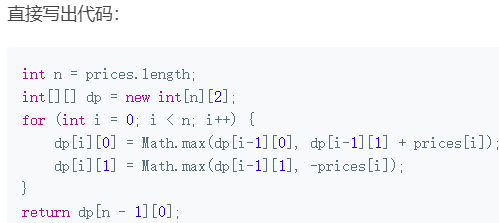 直接写出代码：
int n = prices.length;
int[][] dp = new int[n][2];
for (int i = 0; i < n; i++) {
    dp[i][0] = Math.max(dp[i-1][0], dp[i-1][1] + prices[i]);
    dp[i][1] = Math.max(dp[i-1][1], -prices[i]);
}
return dp[n - 1][0];